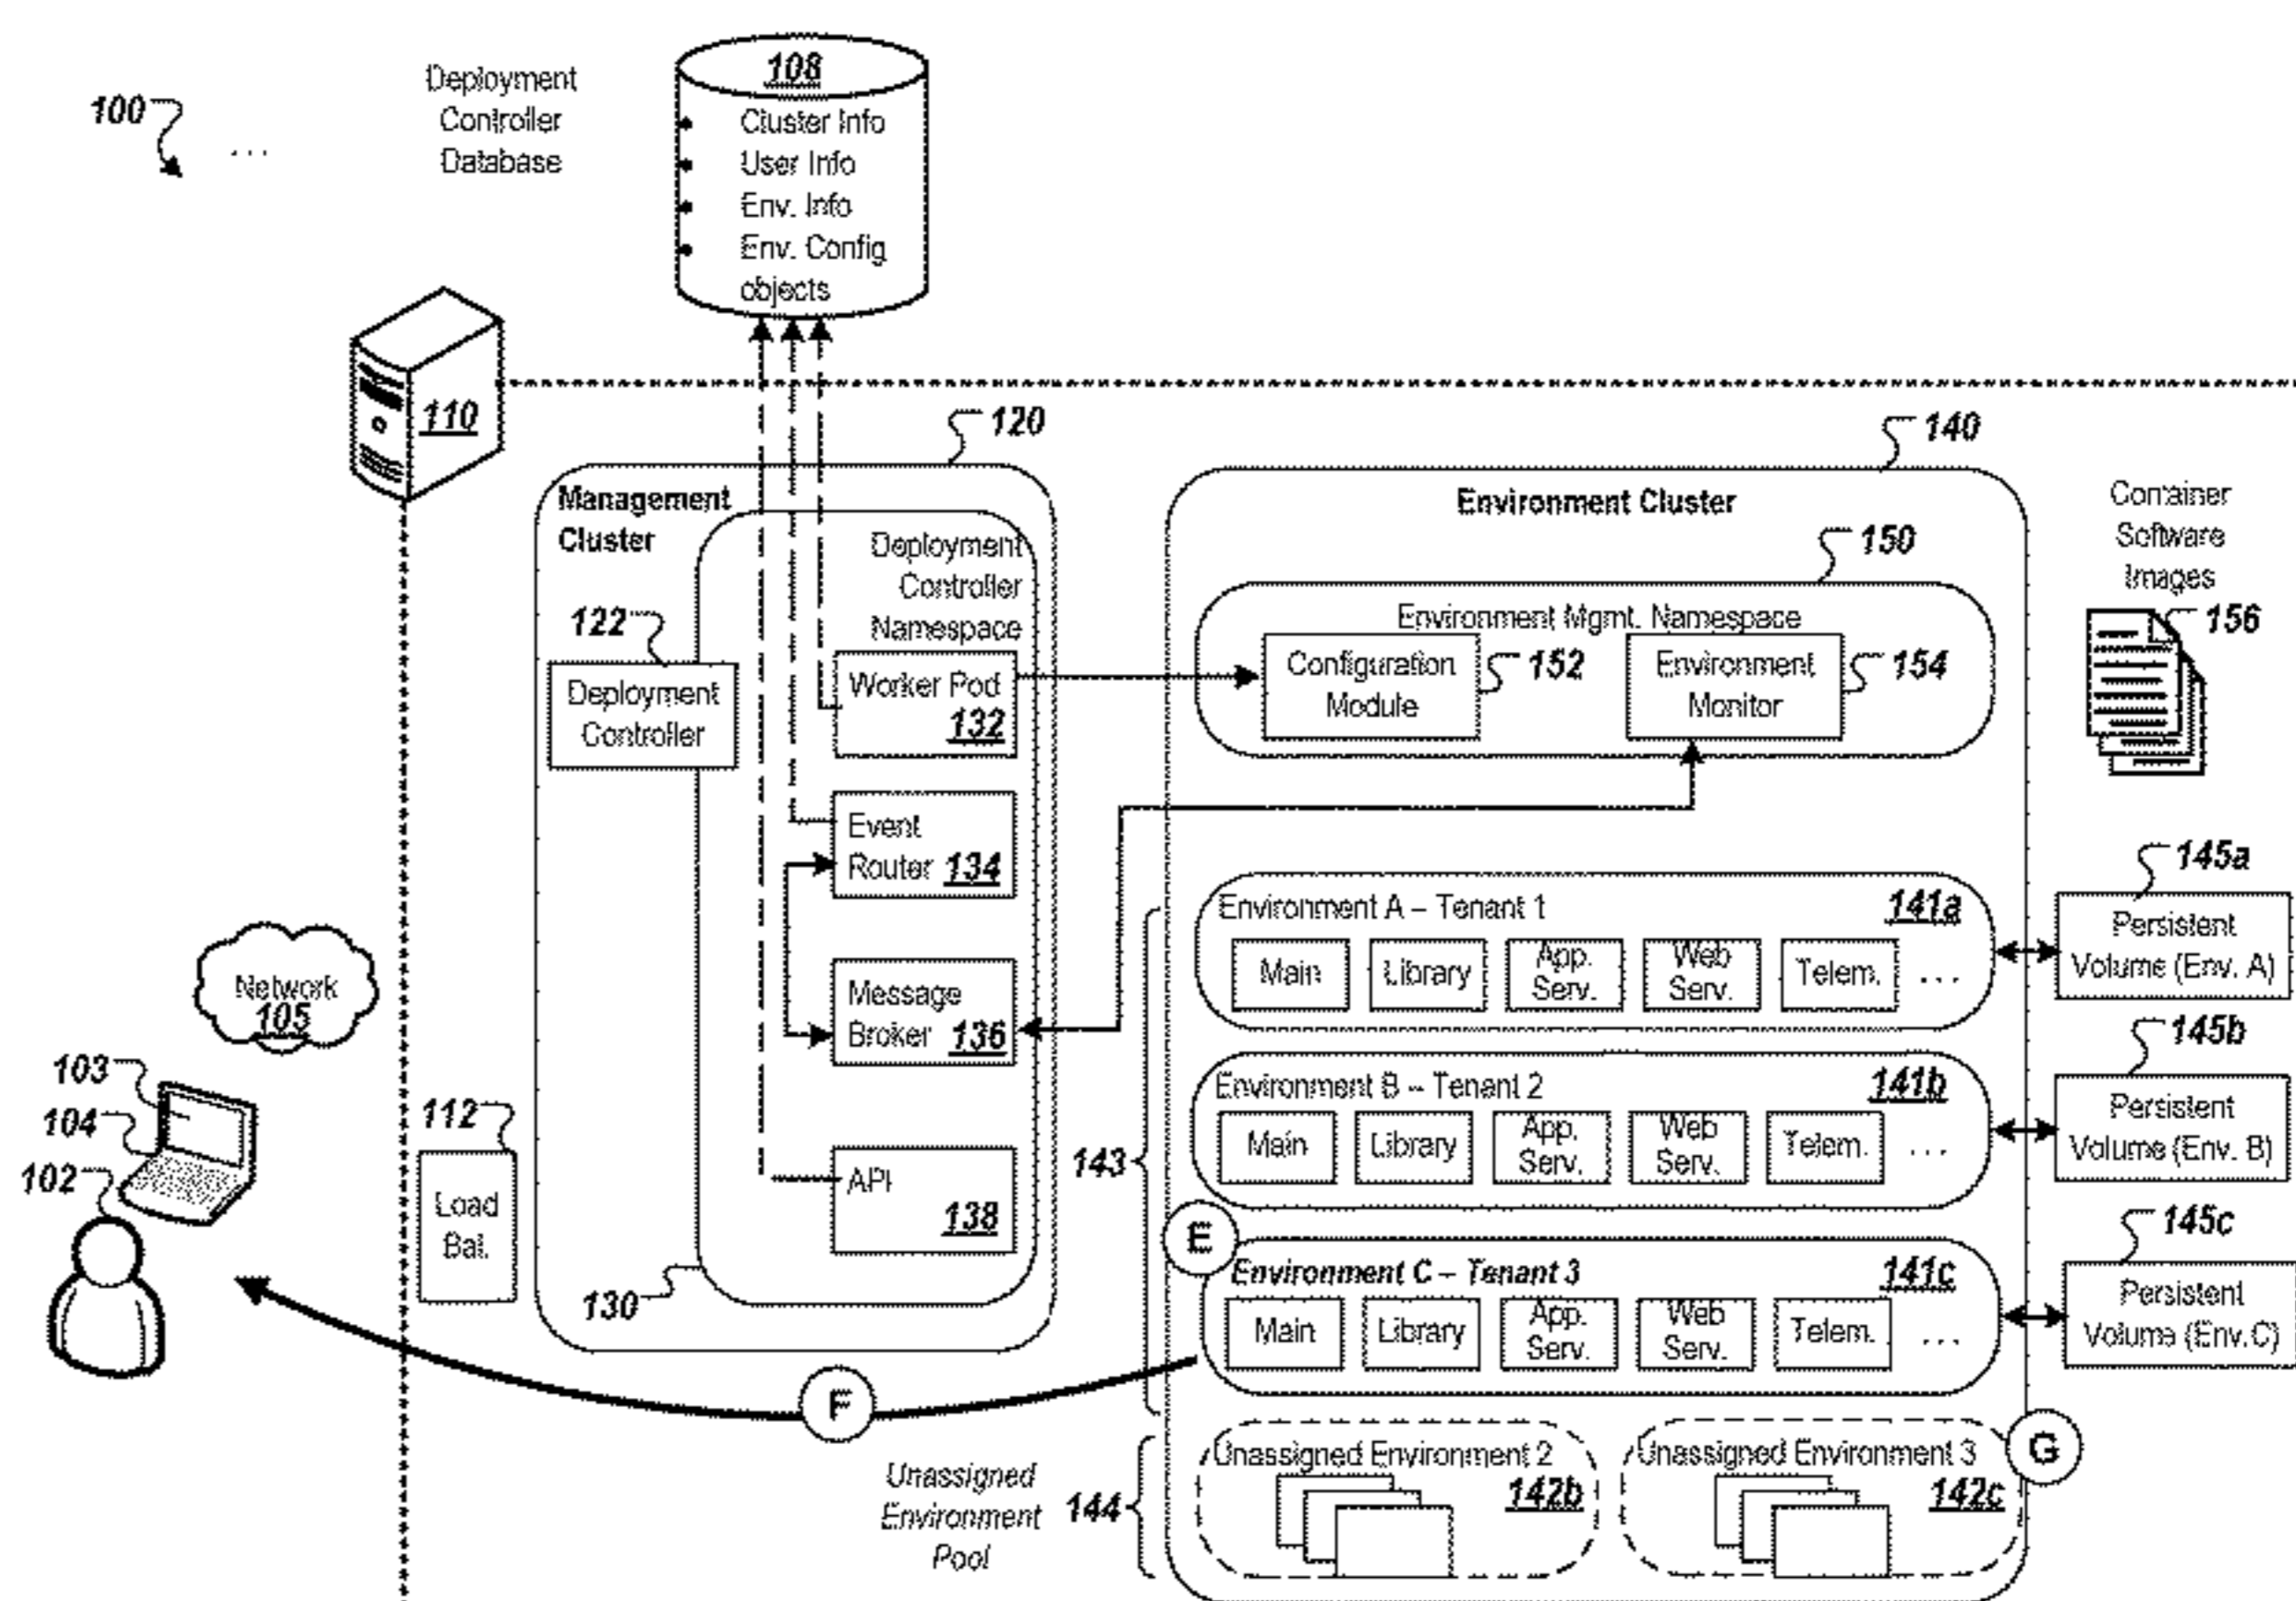 100
...
Deployment
Controller
Database
108
Cluster Info
User Info
Env. Info
Env. Config
objects
110
120
140
Management
Cluster
Deployment
Controller
Namespace
122
Deployment
Controller
Worker Pod
132
Event
Router 134
Message
Broker 136
API
138
130
Environment Cluster
150
Environment Mgmt. Namespace
Configuration
Module
152
Environment
Monitor
154
Container
Software
Images
156
Network
105
103
104
102
112
Load
Bal.
143
Environment A – Tenant 1
141a
Main
Library
App.
Serv.
Web
Serv.
Telem.
...
145a
Persistent
Volume (Env. A)
Environment B – Tenant 2
141b
Main
Library
App.
Serv.
Web
Serv.
Telem.
...
145b
Persistent
Volume (Env. B)
E
Environment C – Tenant 3
141c
Main
Library
App.
Serv.
Web
Serv.
Telem.
...
145c
Persistent
Volume (Env.C)
F
Unassigned
Environment
Pool
144
Unassigned Environment 2
142b
Unassigned Environment 3
142c
G